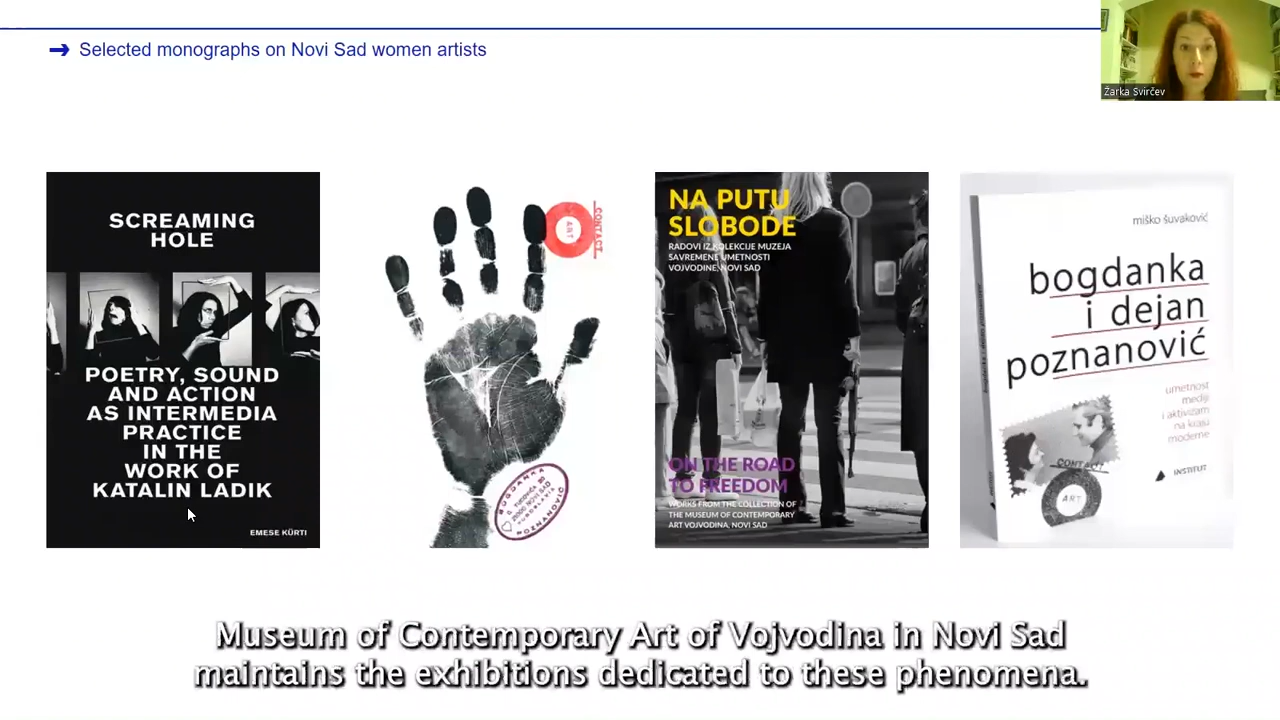 ➔ Selected monographs on Novi Sad women artists
Žarka Svirčev
SCREAMING
HOLE
POETRY, SOUND
AND ACTION
AS INTERMEDIA
PRACTICE
IN THE
WORK OF
KATALIN LADIK
EMESE KÜRTI
ART
CONTACT
BOGDANKA
POZNANOVIĆ
21000 NOVI SAD
NA PUTU
SLOBODE
RADOVI IZ KOLEKCIJE MUZEJA
SAVREMENE UMETNOSTI
VOJVODINE, NOVI SAD
ON THE ROAD
TO FREEDOM
WORKS FROM THE COLLECTION OF
THE MUSEUM OF CONTEMPORARY
ART VOJVODINA, NOVI SAD
miško šuvaković
bogdanka
i dejan
poznanović
umetnost
mediji
i aktivizam
na kraju
moderne
CONTACT
ART
INSTITUT
Museum of Contemporary Art of Vojvodina in Novi Sad
maintains the exhibitions dedicated to these phenomena.